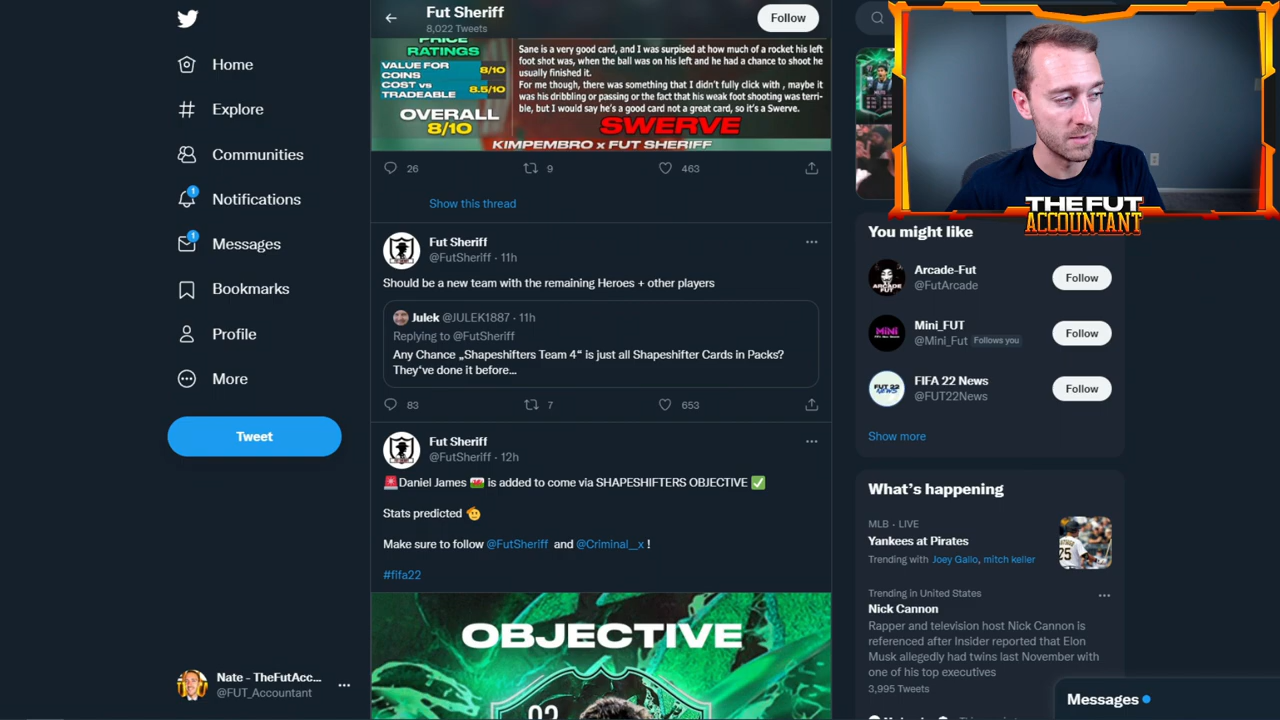 Home
Explore
Communities
1
Notifications
1
Messages
Bookmarks
Profile
More
Tweet
Nate - TheFutAcc...
@FUT_Accountant
Fut Sheriff
8,022 Tweets
Follow
PRICE
RATINGS
VALUE FOR
COINS
8/10
COST vs
TRADEABLE
8.5/10
OVERALL
8/10
Sane is a very good card, and I was surpised at how much of a rocket his left
foot shot was, when the ball was on his left and he had a chance to shoot he
usually finished it.
For me though, there was something that I didn't fully click with , maybe it
was his dribbling or passing or the fact that his weak foot shooting was terri-
ble, but I would say he's a good card not a great card, so it's a Swerve.
SWERVE
KIMPEMBRO x FUT SHERIFF
26
9
463
Show this thread
Fut Sheriff
@FutSheriff · 11h
Should be a new team with the remaining Heroes + other players
Julek @JULEK1887 · 11h
Replying to @FutSheriff
Any Chance „Shapeshifters Team 4“ is just all Shapeshifter Cards in Packs?
They've done it before...
83
7
653
Fut Sheriff
@FutSheriff · 12h
🚨Daniel James 🏴󠁧󠁢󠁷󠁬󠁳󠁿 is added to come via SHAPESHIFTERS OBJECTIVE ✅
Stats predicted 🤠
Make sure to follow @FutSheriff and @Criminal__x !
#fifa22
OBJECTIVE
THE FUT
ACCOUNTANT
You might like
Arcade-Fut
@FutArcade
Follow
MiNi
Mini_FUT
@Mini_Fut Follows you
Follow
FUT 22
NEWS
FIFA 22 News
@FUT22News
Follow
Show more
What's happening
MLB · LIVE
Yankees at Pirates
Trending with Joey Gallo, mitch keller
Trending in United States
Nick Cannon
Rapper and television host Nick Cannon is
referenced after Insider reported that Elon
Musk allegedly had twins last November with
one of his top executives
3,995 Tweets
Messages